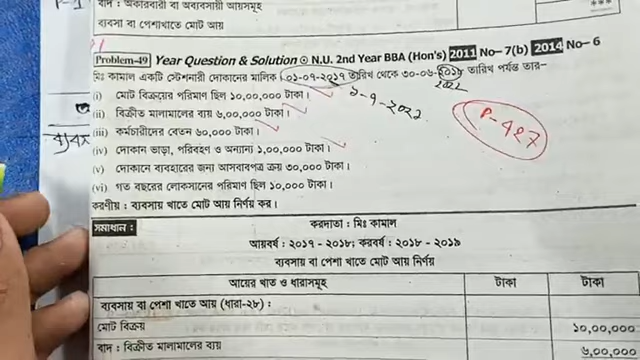 বাদ : অকারবারী বা অব্যবসায়ী আয়সমূহ
ব্যবসা বা পেশাখাতে মোট আয়
***
Problem-49 Year Question & Solution ⊙ N.U. 2nd Year BBA (Hon's) 2011 No– 7(b) 2014 No– 6
মিঃ কামাল একটি স্টেশনারী দোকানের মালিক ০১-০৭-২০১৭ তারিখ থেকে ৩০-০৬-২০১৮ তারিখ পর্যন্ত তার–
২০২২
(i) মোট বিক্রয়ের পরিমাণ ছিল ১০,০০,০০০ টাকা।
(ii) বিক্রীত মালামালের ব্যয় ৬,০০,০০০ টাকা।
P-427
(iii) কর্মচারীদের বেতন ৬০,০০০ টাকা।
(iv) দোকান ভাড়া, পরিবহণ ও অন্যান্য ১,০০,০০০ টাকা।
(v) দোকানে ব্যবহারের জন্য আসবাবপত্র ক্রয় ৩০,০০০ টাকা।
(vi) গত বছরের লোকসানের পরিমাণ ছিল ১০,০০০ টাকা।
করণীয় : ব্যবসায় খাতে মোট আয় নির্ণয় কর।
সমাধান :
করদাতা : মিঃ কামাল
আয়বর্ষ : ২০১৭ - ২০১৮; করবর্ষ : ২০১৮ - ২০১৯
ব্যবসায় বা পেশা খাতে মোট আয় নির্ণয়
আয়ের খাত ও ধারাসমূহ টাকা টাকা
ব্যবসায় বা পেশা খাতে আয় (ধারা-২৮) :
মোট বিক্রয় ১০,০০,০০০
বাদ : বিক্রীত মালামালের ব্যয় ৬,০০,০০০